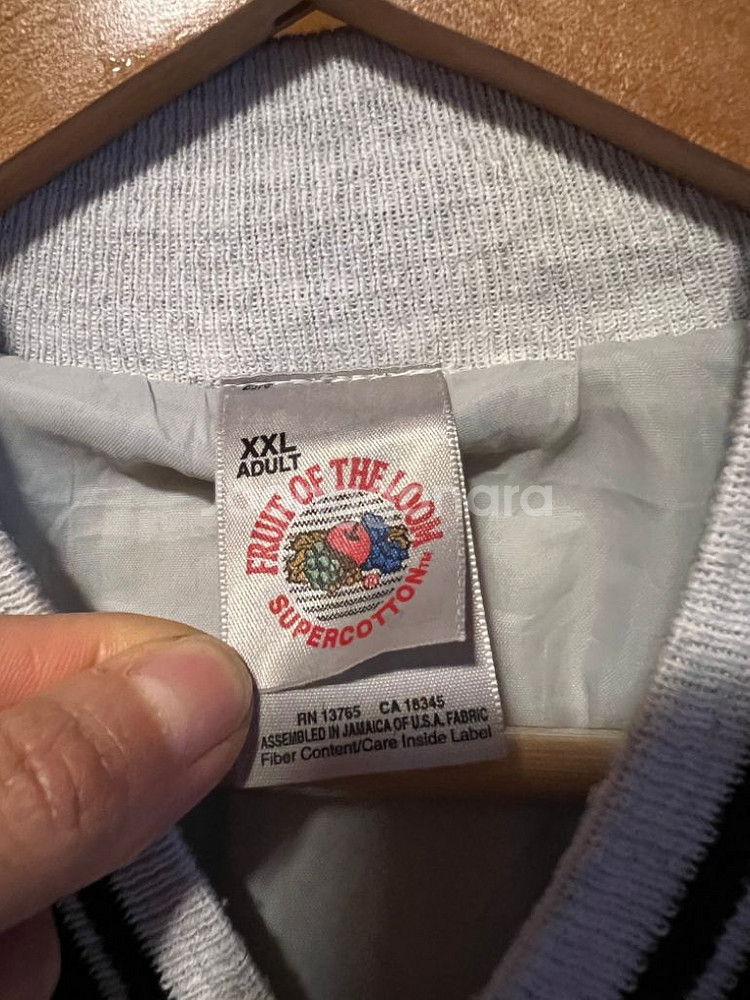 XXL
ADULT
FRUIT OF THE LOOM
SUPERCOTTON™
RN 13765 CA 18345
ASSEMBLED IN JAMAICA OF U.S.A. FABRIC
Fiber Content/Care Inside Label